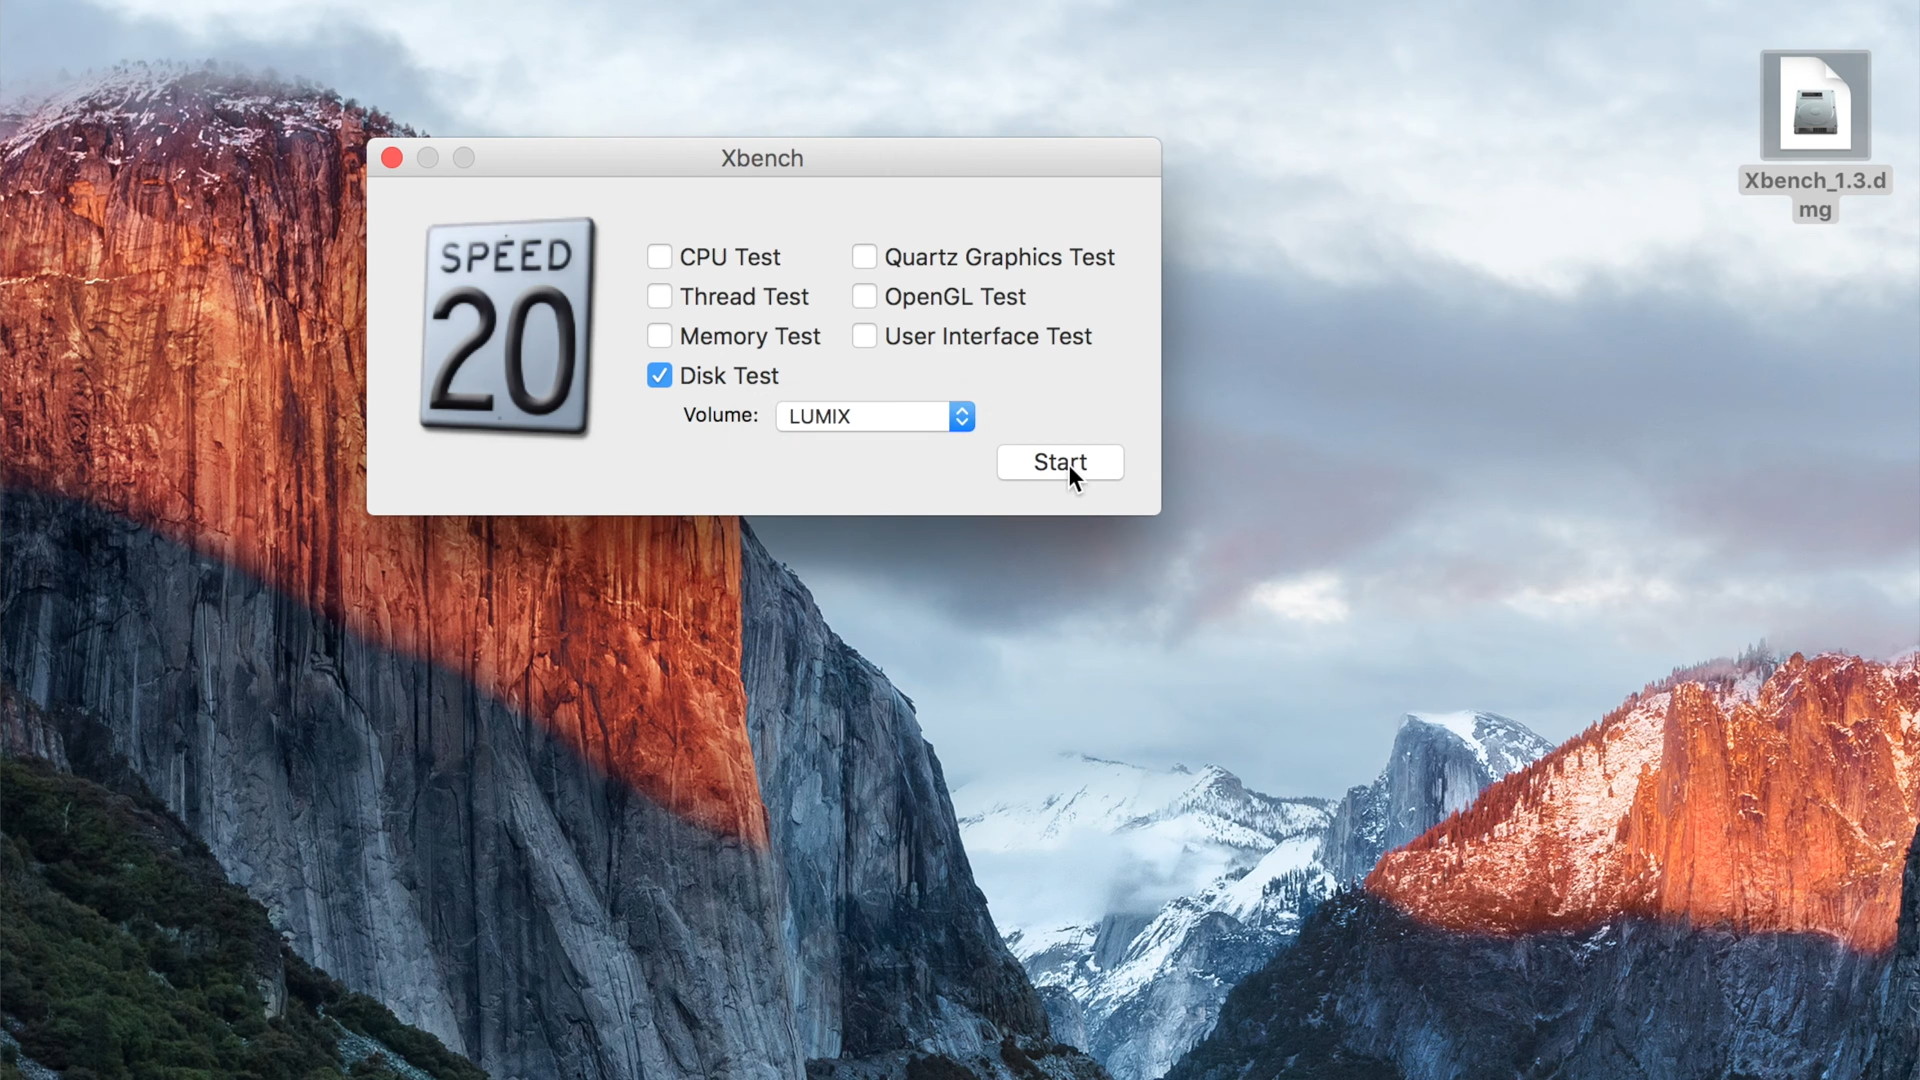 Xbench
SPEED
20
CPU Test
Quartz Graphics Test
Thread Test
OpenGL Test
Memory Test
User Interface Test
Disk Test
Volume: LUMIX
Start
Xbench_1.3.d
mg